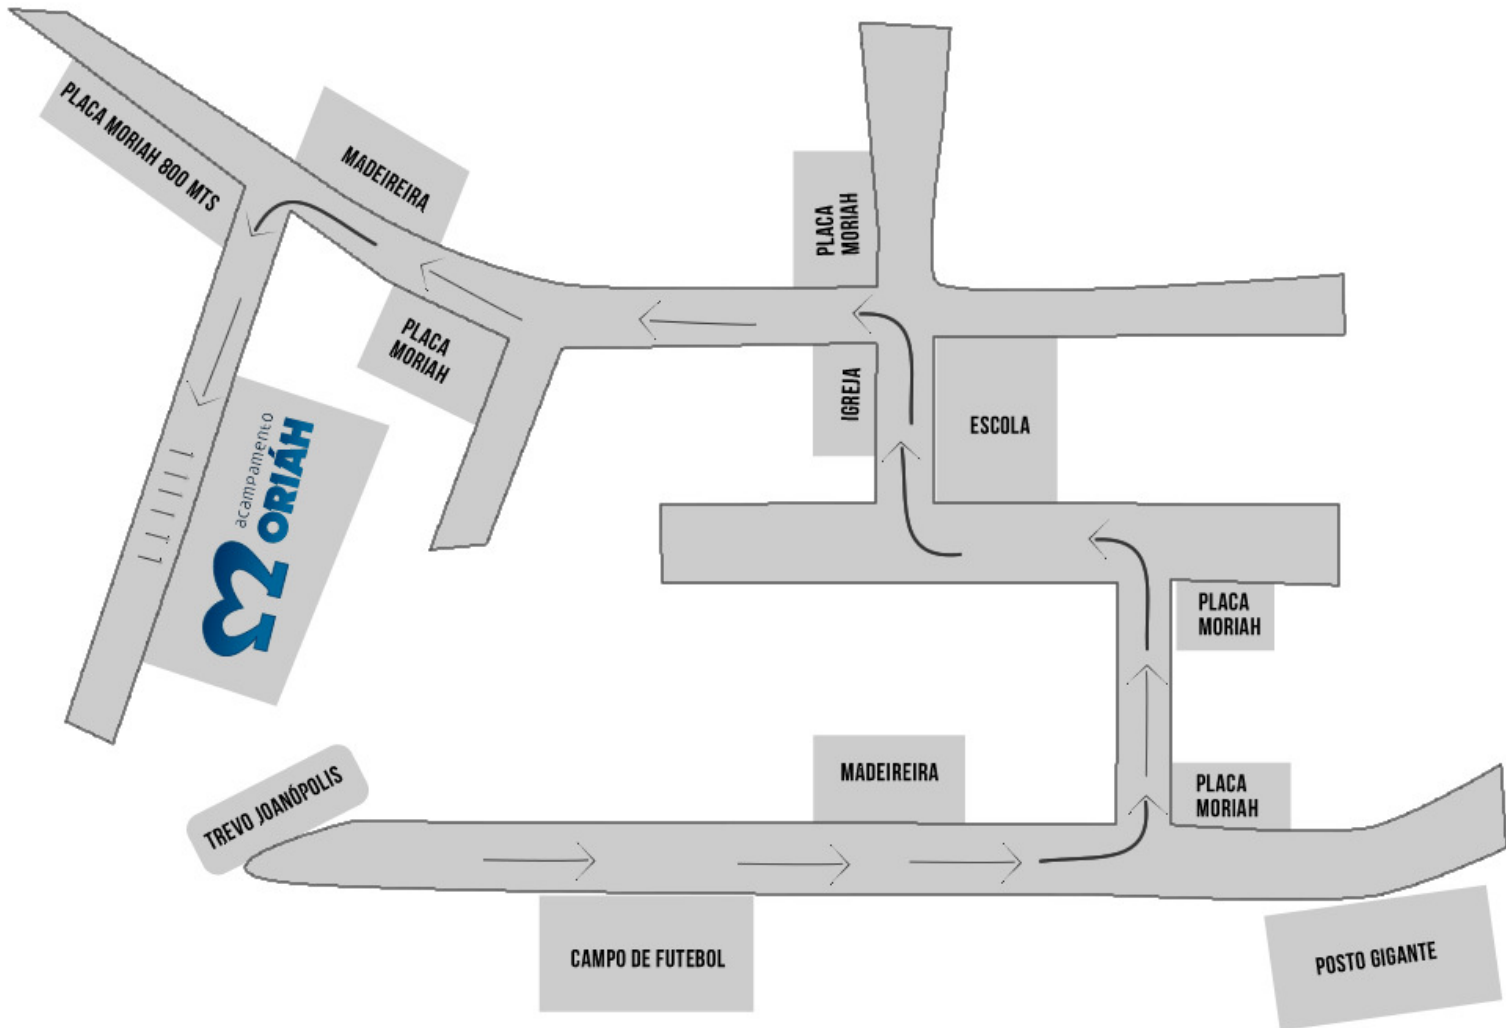 PLACA MORIAH 800 MTS
MADEIREIRA
PLACA
MORIAH
PLACA
MORIAH
IGREJA
ESCOLA
acampamento
MORIÁH
PLACA
MORIAH
TREVO JOANÓPOLIS
MADEIREIRA
PLACA
MORIAH
CAMPO DE FUTEBOL
POSTO GIGANTE